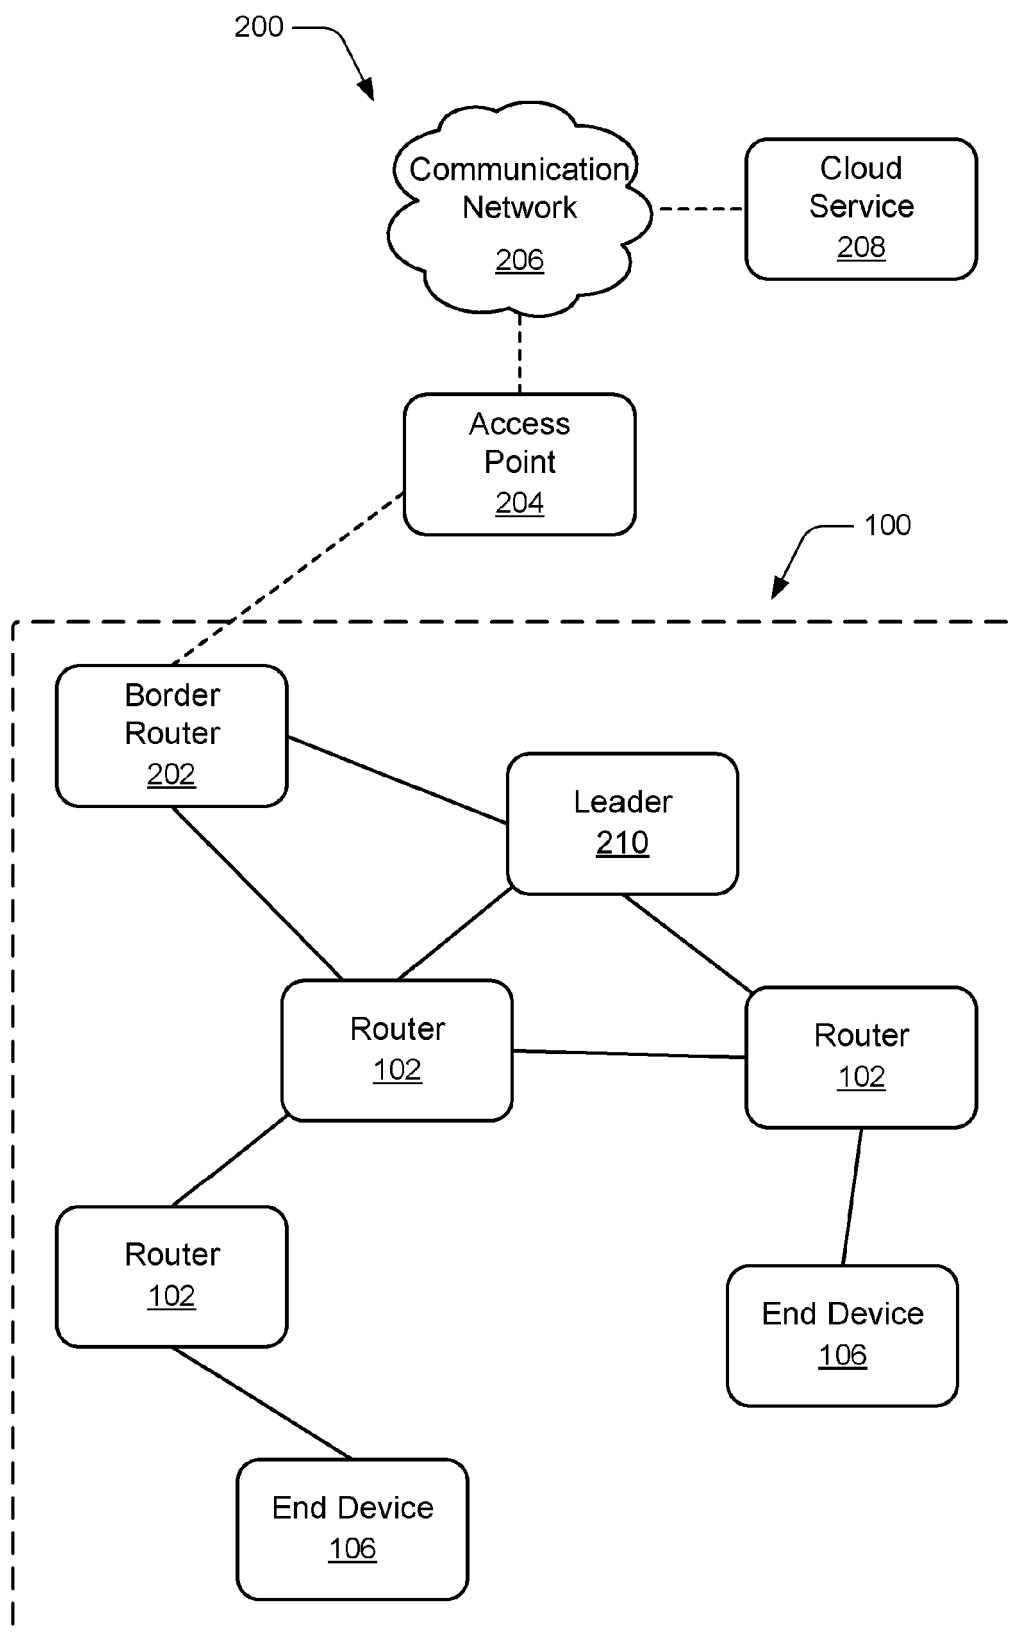 200
Communication
Network
206
Cloud
Service
208
Access
Point
204
100
Border
Router
202
Leader
210
Router
102
Router
102
Router
102
End Device
106
End Device
106